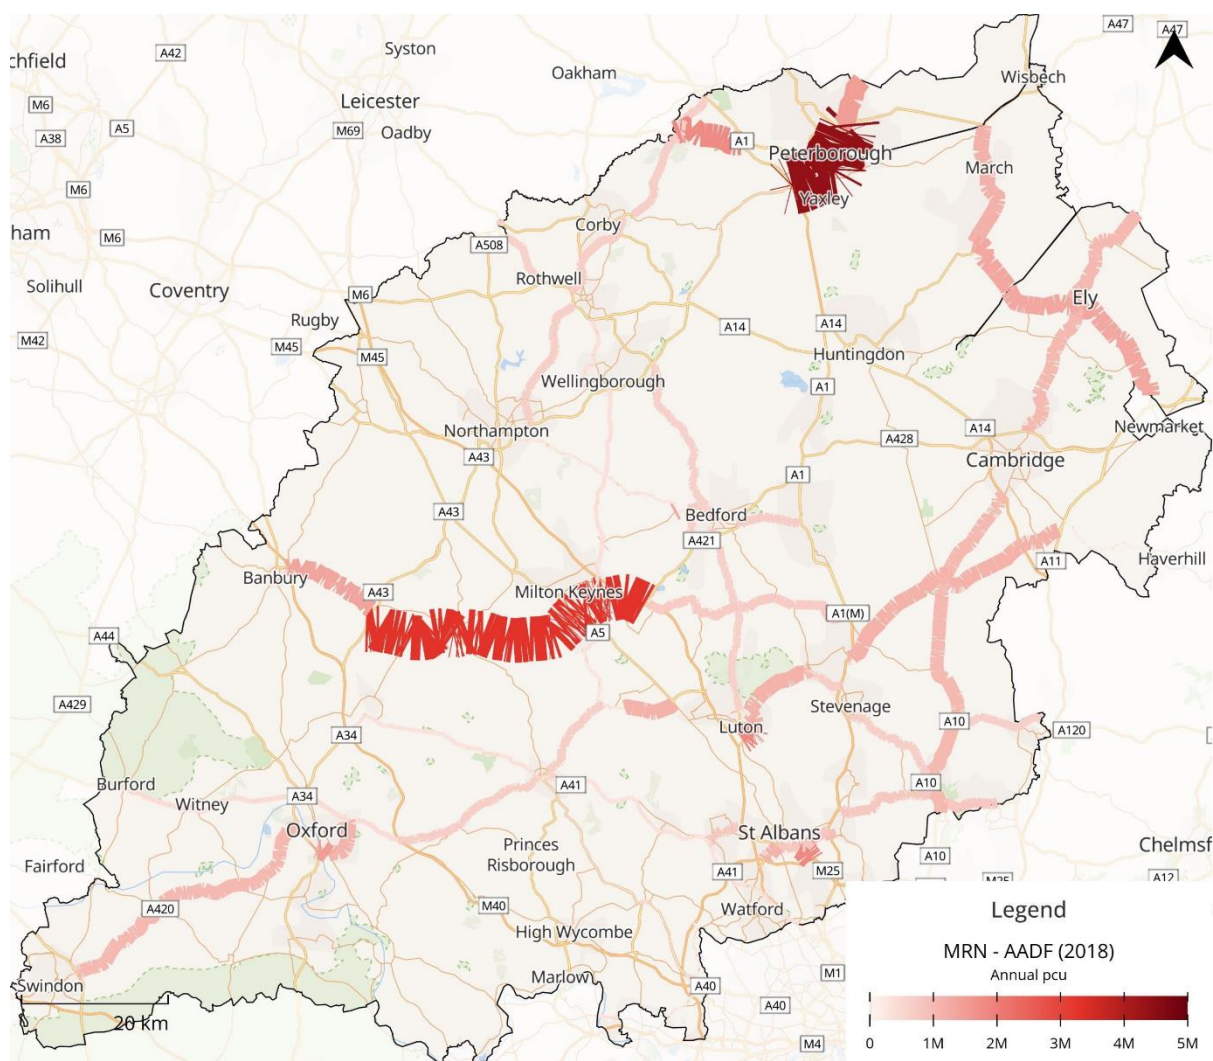 A47
A47
A42
Syston
chfield
Oakham
Wisbech
M6
Leicester
A5
M69
Oadby
A38
A1
Peterborough
March
M6
Yaxley
Corby
ham
M6
A508
Rothwell
Solihull
Coventry
M6
Ely
Rugby
A14
A14
M42
M45
M45
Huntingdon
Wellingborough
A1
Northampton
A14
Newmarket
A428
A43
Cambridge
A1
A43
Bedford
A421
A11
Haverhill
Banbury
A43
Milton Keynes
A1(M)
A44
A5
A429
Stevenage
A34
Luton
A10
A120
Burford
A41
A10
Witney
A34
Oxford
St Albans
Princes
Risborough
A10
Chelmsf
Fairford
A41
M25
M25
A12
A420
M40
Watford
High Wycombe
Marlow
Swindon
A40
M1
A40
20 km
M4
Legend
MRN - AADF (2018)
Annual pcu
0 1M 2M 3M 4M 5M